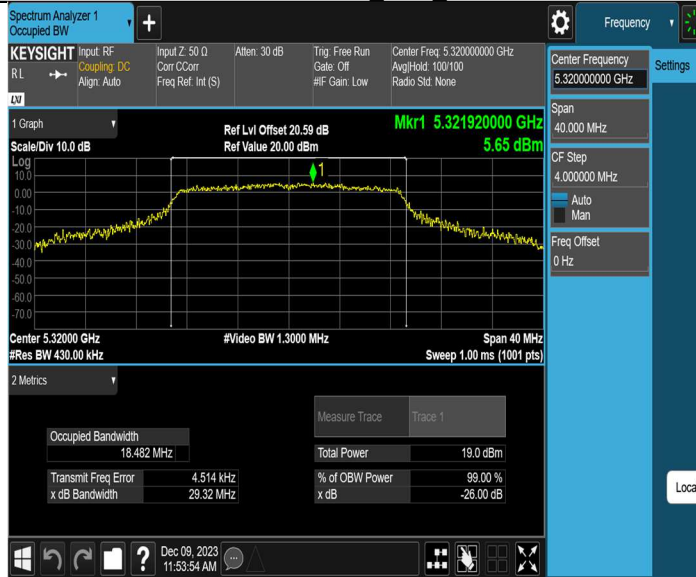 Spectrum Analyzer 1
Occupied BW
Frequency
KEYSIGHT
Input: RF
Coupling: DC
Align: Auto
Input Z: 50 Ω
Corr CCorr
Freq Ref: Int (S)
Atten: 30 dB
Trig: Free Run
Gate: Off
#IF Gain: Low
Center Freq: 5.320000000 GHz
Avg|Hold: 100/100
Radio Std: None
R L
LXI
Center Frequency
5.320000000 GHz
Settings
Span
40.000 MHz
CF Step
4.000000 MHz
Auto
Man
Freq Offset
0 Hz
1 Graph
Scale/Div 10.0 dB
Ref Lvl Offset 20.59 dB
Ref Value 20.00 dBm
Mkr1 5.321920000 GHz
5.65 dBm
Log
10.0
0.00
-10.0
-20.0
-30.0
-40.0
-50.0
-60.0
-70.0
1
Center 5.32000 GHz
#Video BW 1.3000 MHz
Span 40 MHz
#Res BW 430.00 kHz
Sweep 1.00 ms (1001 pts)
2 Metrics
Measure Trace
Trace 1
Occupied Bandwidth
18.482 MHz
Total Power
19.0 dBm
Transmit Freq Error
4.514 kHz
% of OBW Power
99.00 %
x dB Bandwidth
29.32 MHz
x dB
-26.00 dB
Loca
?
Dec 09, 2023
11:53:54 AM